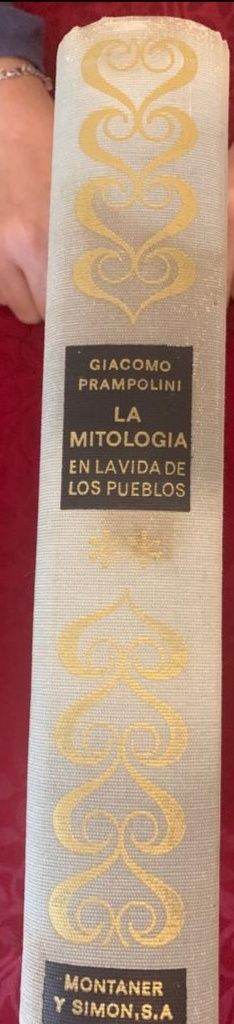 GIACOMO
PRAMPOLINI
LA
MITOLOGIA
EN LA VIDA DE
LOS PUEBLOS
MONTANER
Y SIMON, S.A